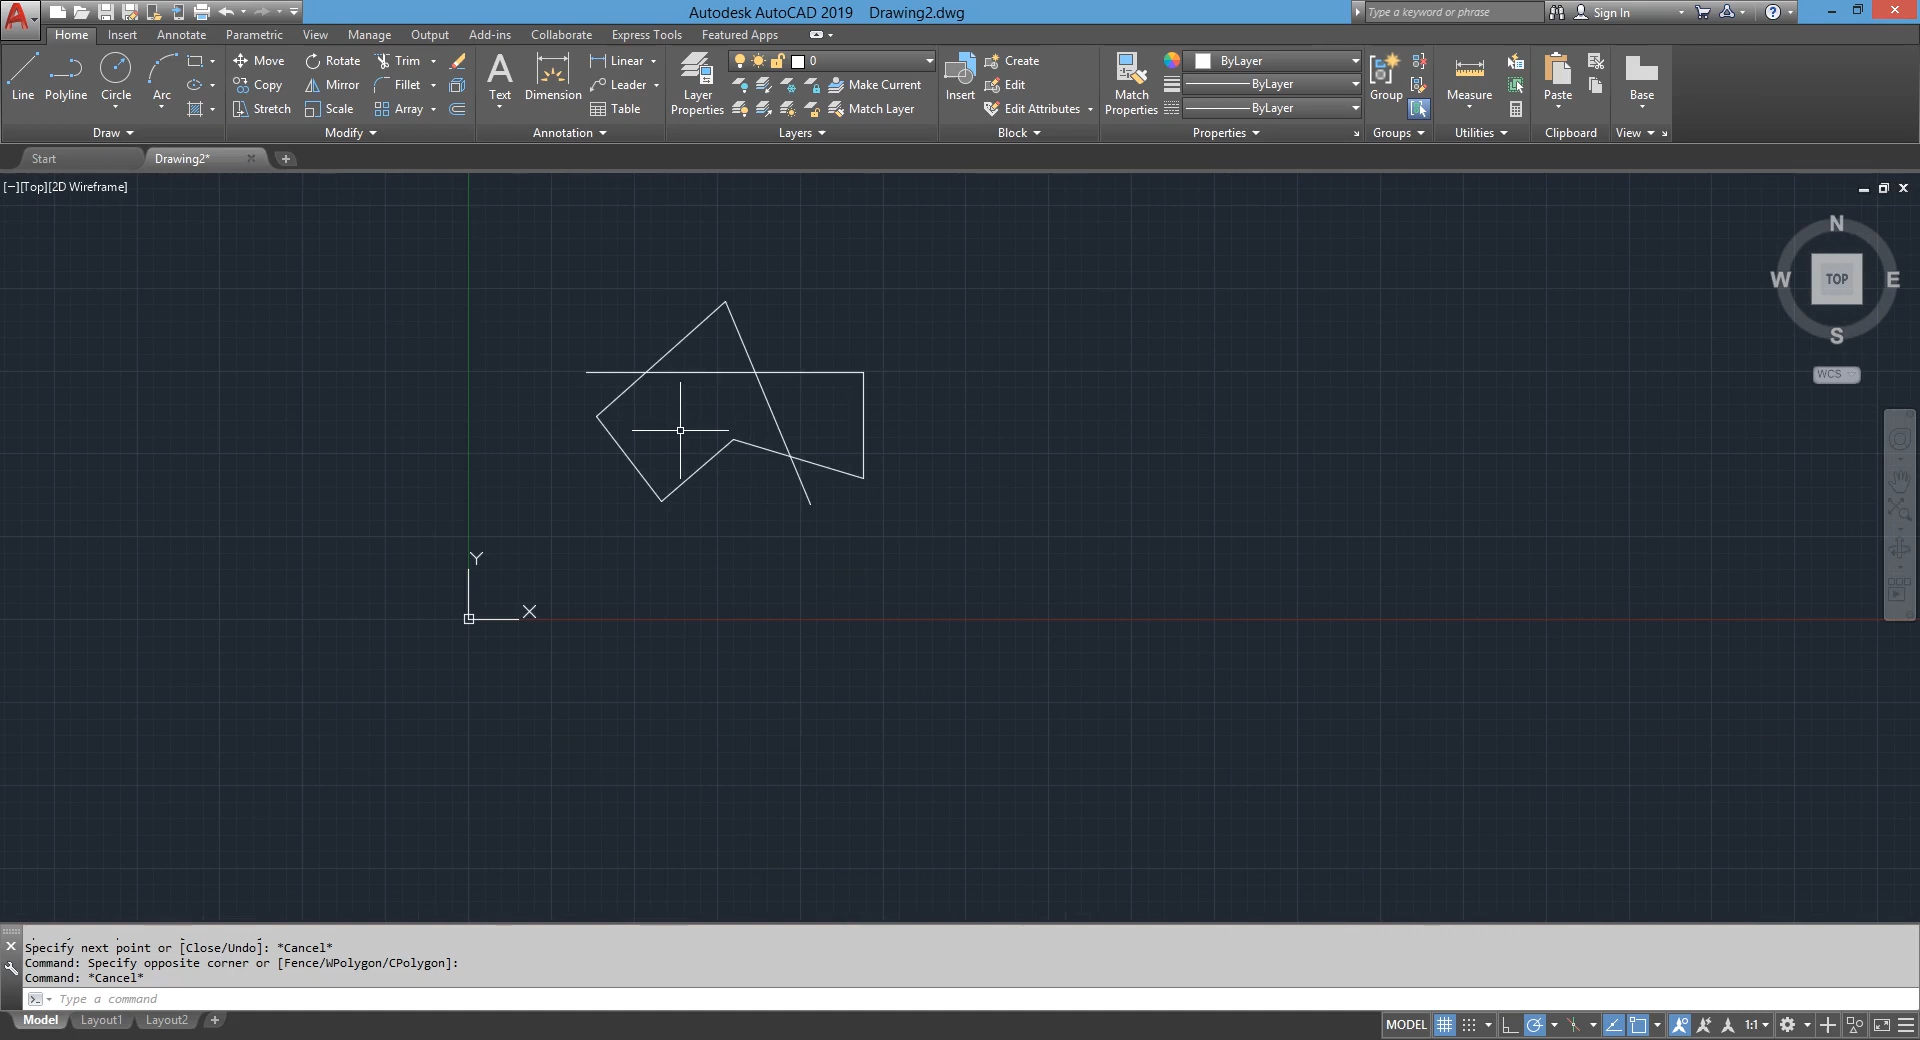 Autodesk AutoCAD 2019 Drawing2.dwg
Type a keyword or phrase
Sign In
Home Insert Annotate Parametric View Manage Output Add-ins Collaborate Express Tools Featured Apps
Line
Polyline
Circle
Arc
Draw
Move
Rotate
Trim
Copy
Mirror
Fillet
Stretch
Scale
Array
Modify
Text
Dimension
Linear
Leader
Table
Annotation
Layer
Properties
0
Make Current
Match Layer
Layers
Insert
Create
Edit
Edit Attributes
Block
Match
Properties
ByLayer
ByLayer
ByLayer
Properties
Group
Groups
Measure
Utilities
Paste
Clipboard
Base
View
Start
Drawing2*
[−][Top][2D Wireframe]
N
W
TOP
E
S
WCS
Y
X
Specify next point or [Close/Undo]: *Cancel*
Command: Specify opposite corner or [Fence/WPolygon/CPolygon]:
Command: *Cancel*
Type a command
Model Layout1 Layout2
MODEL
1:1